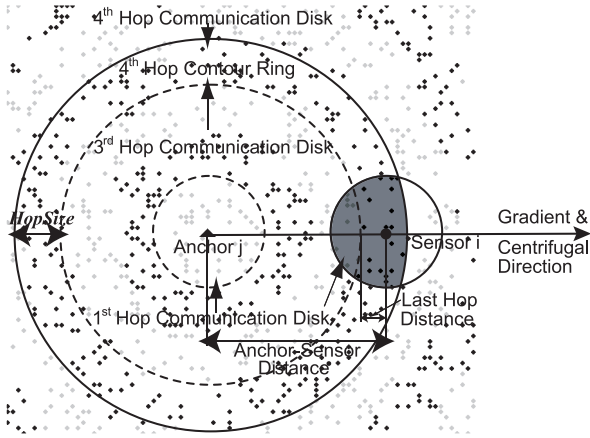 4th Hop Communication Disk
4th Hop Contour Ring
3rd Hop Communication Disk
HopSize
Anchor j
Sensor i
Gradient &
Centrifugal
Direction
1st Hop Communication Disk
Last Hop
Distance
Anchor-Sensor
Distance